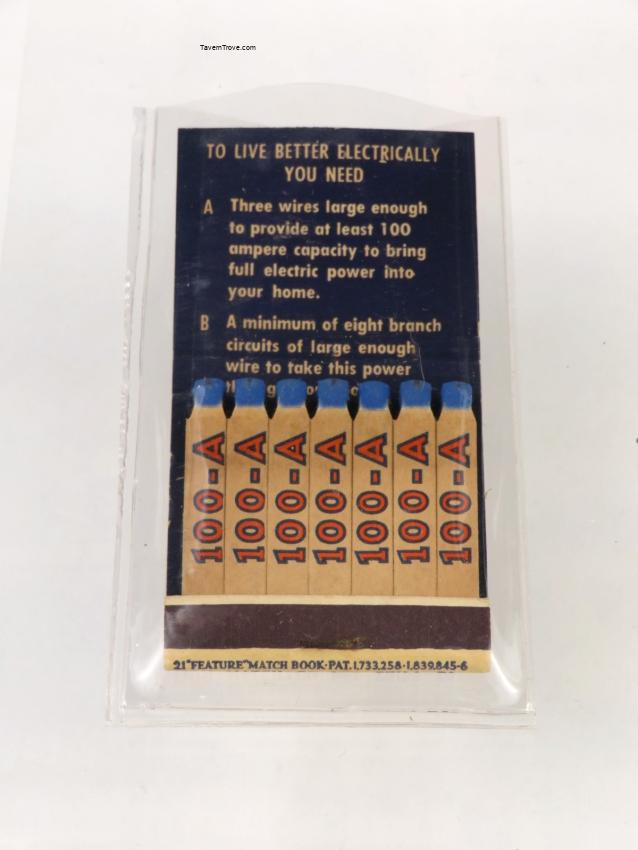 TavernTrove.com
TO LIVE BETTER ELECTRICALLY
YOU NEED
A Three wires large enough
to provide at least 100
ampere capacity to bring
full electric power into
your home.
B A minimum of eight branch
circuits of large enough
wire to take this power
100-A 100-A 100-A 100-A 100-A 100-A 100-A
21 "FEATURE" MATCH BOOK·PAT. 1,733,258·1,839,845-6